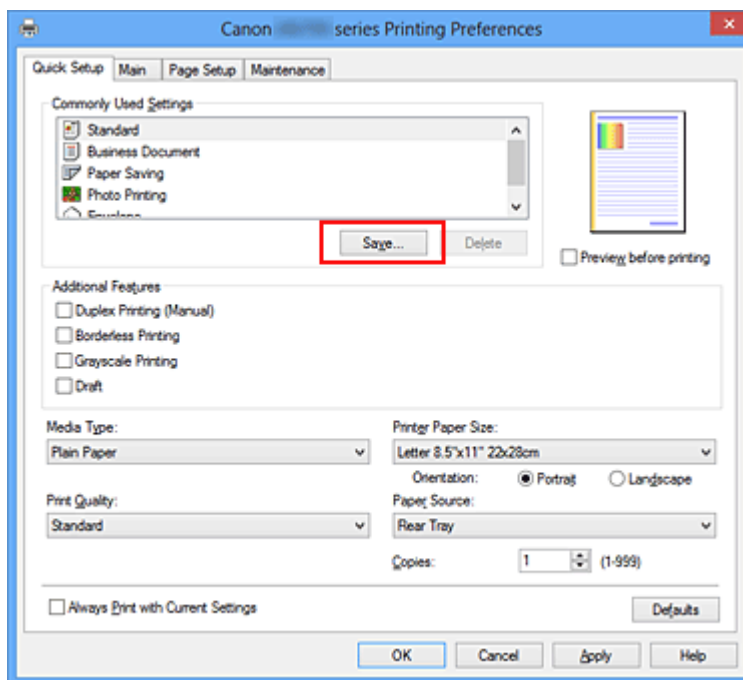 Canon series Printing Preferences
Quick Setup Main Page Setup Maintenance
Commonly Used Settings
Standard
Business Document
Paper Saving
Photo Printing
Envelope
Save... Delete
Preview before printing
Additional Features
Duplex Printing (Manual)
Borderless Printing
Grayscale Printing
Draft
Media Type:
Plain Paper
Printer Paper Size:
Letter 8.5"x11" 22x28cm
Orientation: Portrait Landscape
Print Quality:
Standard
Paper Source:
Rear Tray
Copies: 1 (1-999)
Always Print with Current Settings
Defaults
OK Cancel Apply Help